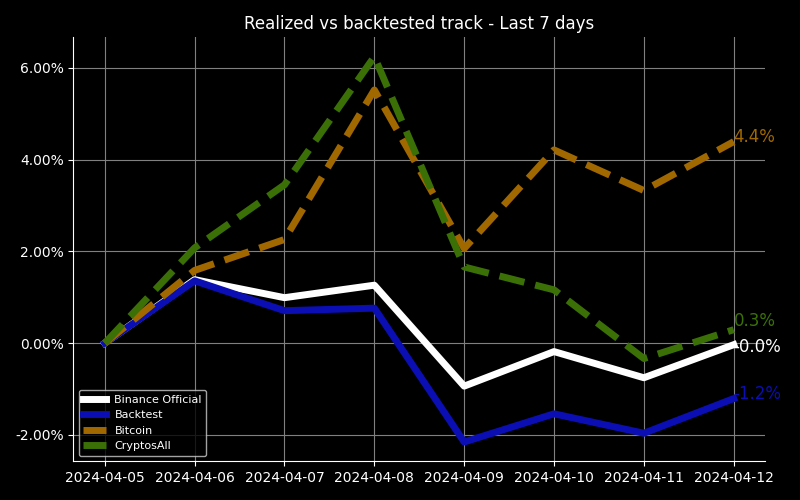 Realized vs backtested track - Last 7 days
6.00%
4.00%
2.00%
0.00%
-2.00%
4.4%
0.3%
-0.0%
-1.2%
Binance Official
Backtest
Bitcoin
CryptosAll
2024-04-05 2024-04-06 2024-04-07 2024-04-08 2024-04-09 2024-04-10 2024-04-11 2024-04-12